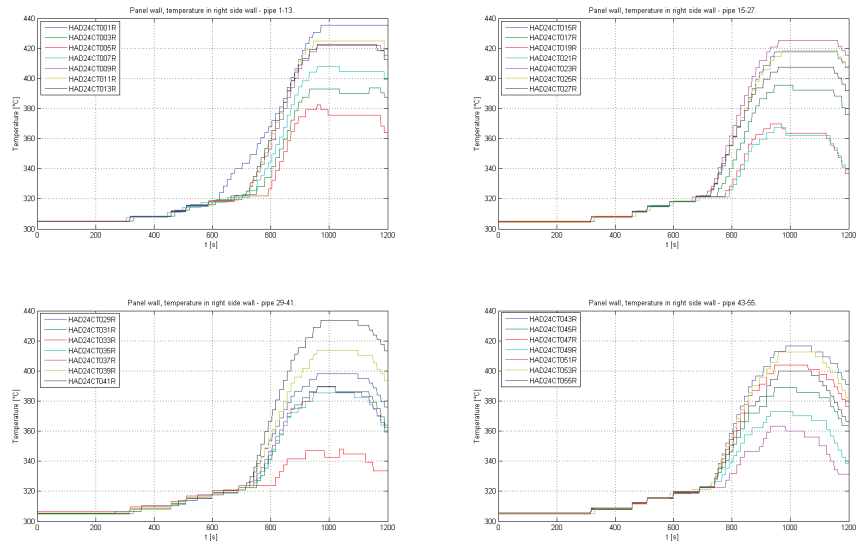 Panel wall, temperature in right side wall - pipe 1-13.
440
420
400
380
360
340
320
300
Temperature [°C]
HAD24CT001R
HAD24CT003R
HAD24CT005R
HAD24CT007R
HAD24CT009R
HAD24CT011R
HAD24CT013R
0 200 400 600 800 1000 1200
t [s]
Panel wall, temperature in right side wall - pipe 15-27.
440
420
400
380
360
340
320
300
Temperature [°C]
HAD24CT015R
HAD24CT017R
HAD24CT019R
HAD24CT021R
HAD24CT023R
HAD24CT025R
HAD24CT027R
0 200 400 600 800 1000 1200
t [s]
Panel wall, temperature in right side wall - pipe 29-41.
440
420
400
380
360
340
320
300
Temperature [°C]
HAD24CT029R
HAD24CT031R
HAD24CT033R
HAD24CT035R
HAD24CT037R
HAD24CT039R
HAD24CT041R
0 200 400 600 800 1000 1200
t [s]
Panel wall, temperature in right side wall - pipe 43-55.
440
420
400
380
360
340
320
300
Temperature [°C]
HAD24CT043R
HAD24CT045R
HAD24CT047R
HAD24CT049R
HAD24CT051R
HAD24CT053R
HAD24CT055R
0 200 400 600 800 1000 1200
t [s]